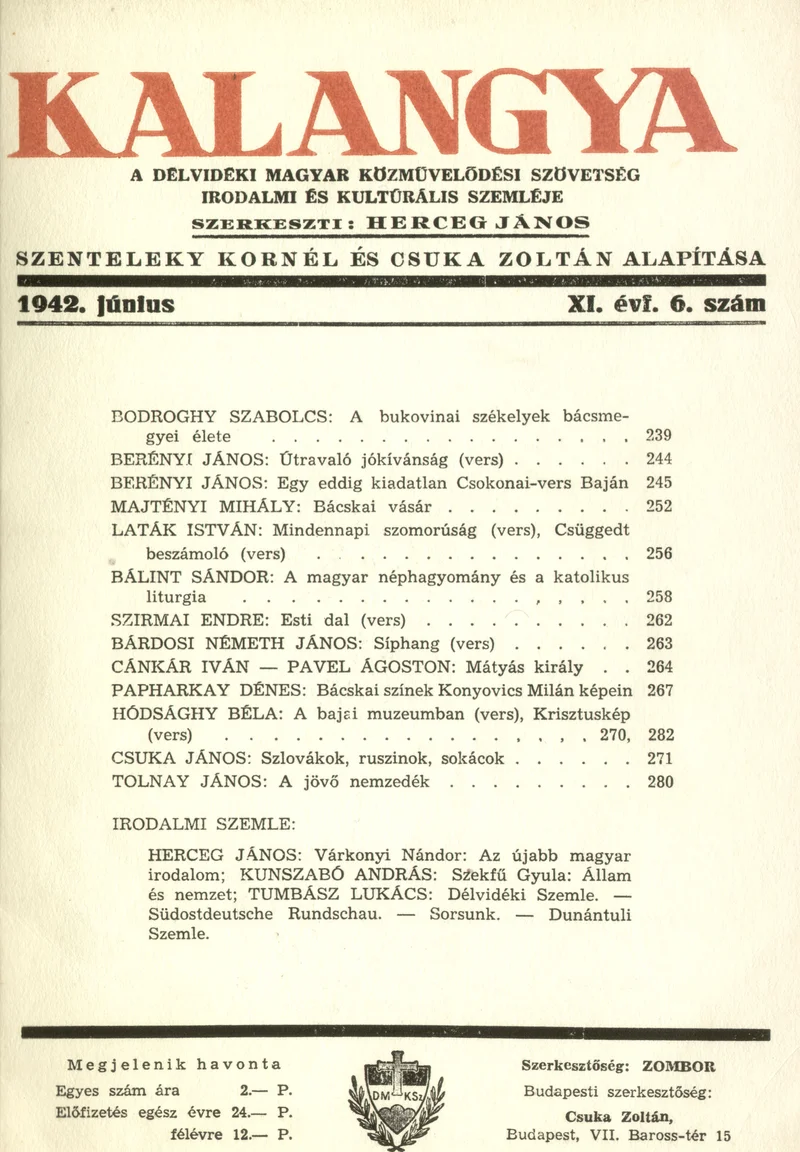 KALANGYA
A DÉLVIDÉKI MAGYAR KÖZMŰVELŐDÉSI SZÖVETSÉG
IRODALMI ÉS KULTÚRÁLIS SZEMLÉJE
SZERKESZTI: HERCEG JÁNOS
SZENTELEKY KORNÉL ÉS CSUKA ZOLTÁN ALAPÍTÁSA
1942. június XI. évf. 6. szám
BODROGHY SZABOLCS: A bukovinai székelyek bácsme-
gyei élete . . . . . . . . . . . . . . . . . 239
BERÉNYI JÁNOS: Útravaló jókívánság (vers) . . . . . . 244
BERÉNYI JÁNOS: Egy eddig kiadatlan Csokonai-vers Baján 245
MAJTÉNYI MIHÁLY: Bácskai vásár . . . . . . . . . 252
LATÁK ISTVÁN: Mindennapi szomorúság (vers), Csüggedt
beszámoló (vers) . . . . . . . . . . . . . . 256
BÁLINT SÁNDOR: A magyar néphagyomány és a katolikus
liturgia . . . . . . . . . . . . . . . . . 258
SZIRMAI ENDRE: Esti dal (vers) . . . . . . . . . . 262
BÁRDOSI NÉMETH JÁNOS: Síphang (vers) . . . . . . 263
CÁNKÁR IVÁN — PAVEL ÁGOSTON: Mátyás király . . 264
PAPHARKAY DÉNES: Bácskai színek Konyovics Milán képein 267
HÓDSÁGHY BÉLA: A bajai muzeumban (vers), Krisztuskép
(vers) . . . . . . . . . . . . . . . . . 270, 282
CSUKA JÁNOS: Szlovákok, ruszinok, sokácok . . . . . . 271
TOLNAY JÁNOS: A jövő nemzedék . . . . . . . . . 280
IRODALMI SZEMLE:
HERCEG JÁNOS: Várkonyi Nándor: Az újabb magyar
irodalom; KUNSZABÓ ANDRÁS: Szekfű Gyula: Állam
és nemzet; TUMBÁSZ LUKÁCS: Délvidéki Szemle. —
Südostdeutsche Rundschau. — Sorsunk. — Dunántuli
Szemle.
Megjelenik havonta
Egyes szám ára 2.— P.
Előfizetés egész évre 24.— P.
félévre 12.— P.
DM KSz
Szerkesztőség: ZOMBOR
Budapesti szerkesztőség:
Csuka Zoltán,
Budapest, VII. Baross-tér 15